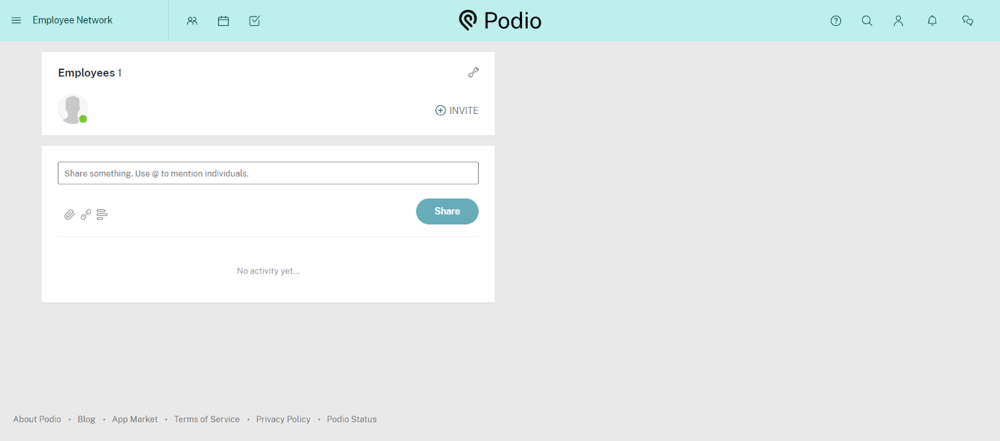 Employee Network
Podio
Employees 1
INVITE
Share something. Use @ to mention individuals.
Share
No activity yet...
About Podio • Blog • App Market • Terms of Service • Privacy Policy • Podio Status